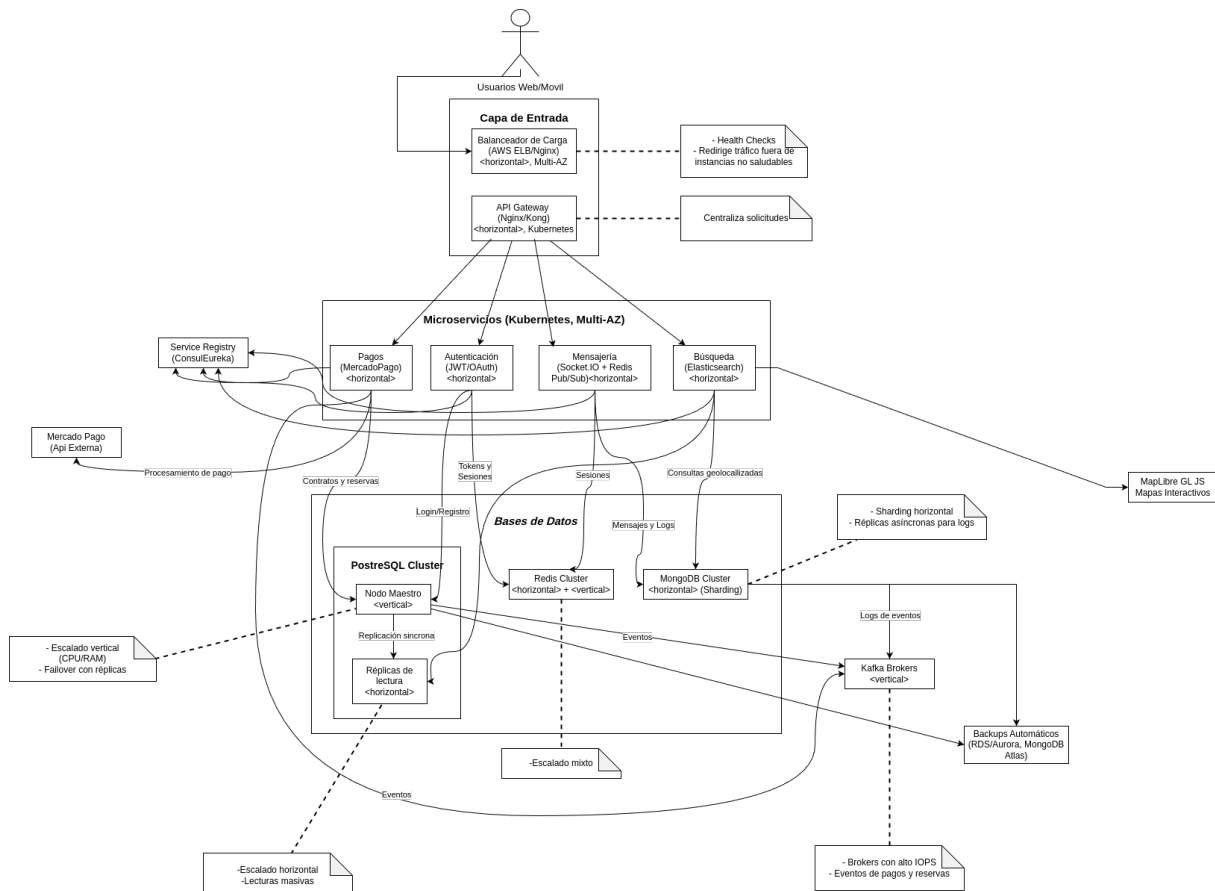 Usuarios Web/Movil
Capa de Entrada
Balanceador de Carga
(AWS ELB/Nginx)
<horizontal>, Multi-AZ
- Health Checks
- Redirige tráfico fuera de
instancias no saludables
API Gateway
(Nginx/Kong)
<horizontal>, Kubernetes
Centraliza solicitudes
Microservicios (Kubernetes, Multi-AZ)
Service Registry
(ConsulEureka)
Pagos
(MercadoPago)
<horizontal>
Autenticación
(JWT/OAuth)
<horizontal>
Mensajería
(Socket.IO + Redis
Pub/Sub)<horizontal>
Búsqueda
(Elasticsearch)
<horizontal>
Mercado Pago
(Api Externa)
Procesamiento de pago
Contratos y reservas
Tokens y
Sesiones
Sesiones
Consultas geolocallizadas
MapLibre GL JS
Mapas Interactivos
Login/Registro
Bases de Datos
Mensajes y Logs
- Sharding horizontal
- Réplicas asíncronas para logs
PostreSQL Cluster
Nodo Maestro
<vertical>
Redis Cluster
<horizontal> + <vertical>
MongoDB Cluster
<horizontal> (Sharding)
Logs de eventos
Replicación sincrona
Eventos
- Escalado vertical
(CPU/RAM)
- Failover con réplicas
Réplicas de
lectura
<horizontal>
Kafka Brokers
<vertical>
Backups Automáticos
(RDS/Aurora, MongoDB
Atlas)
-Escalado mixto
Eventos
-Escalado horizontal
-Lecturas masivas
- Brokers con alto IOPS
- Eventos de pagos y reservas